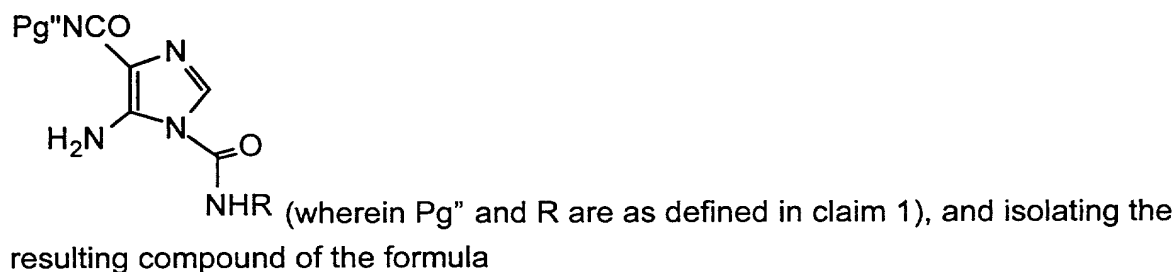 Pg"NCO
N
H₂N
N
O
NHR (wherein Pg" and R are as defined in claim 1), and isolating the
resulting compound of the formula